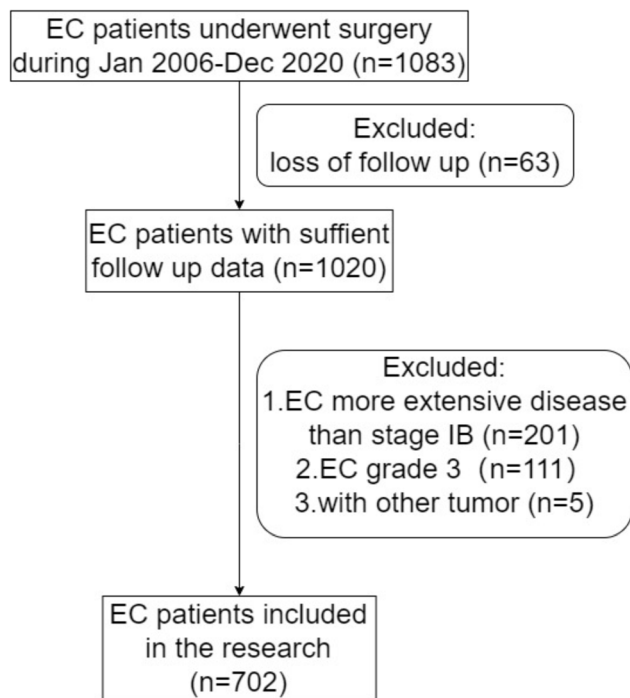 EC patients underwent surgery
during Jan 2006-Dec 2020 (n=1083)
Excluded:
loss of follow up (n=63)
EC patients with suffient
follow up data (n=1020)
Excluded:
1.EC more extensive disease
than stage IB (n=201)
2.EC grade 3 (n=111)
3.with other tumor (n=5)
EC patients included
in the research
(n=702)